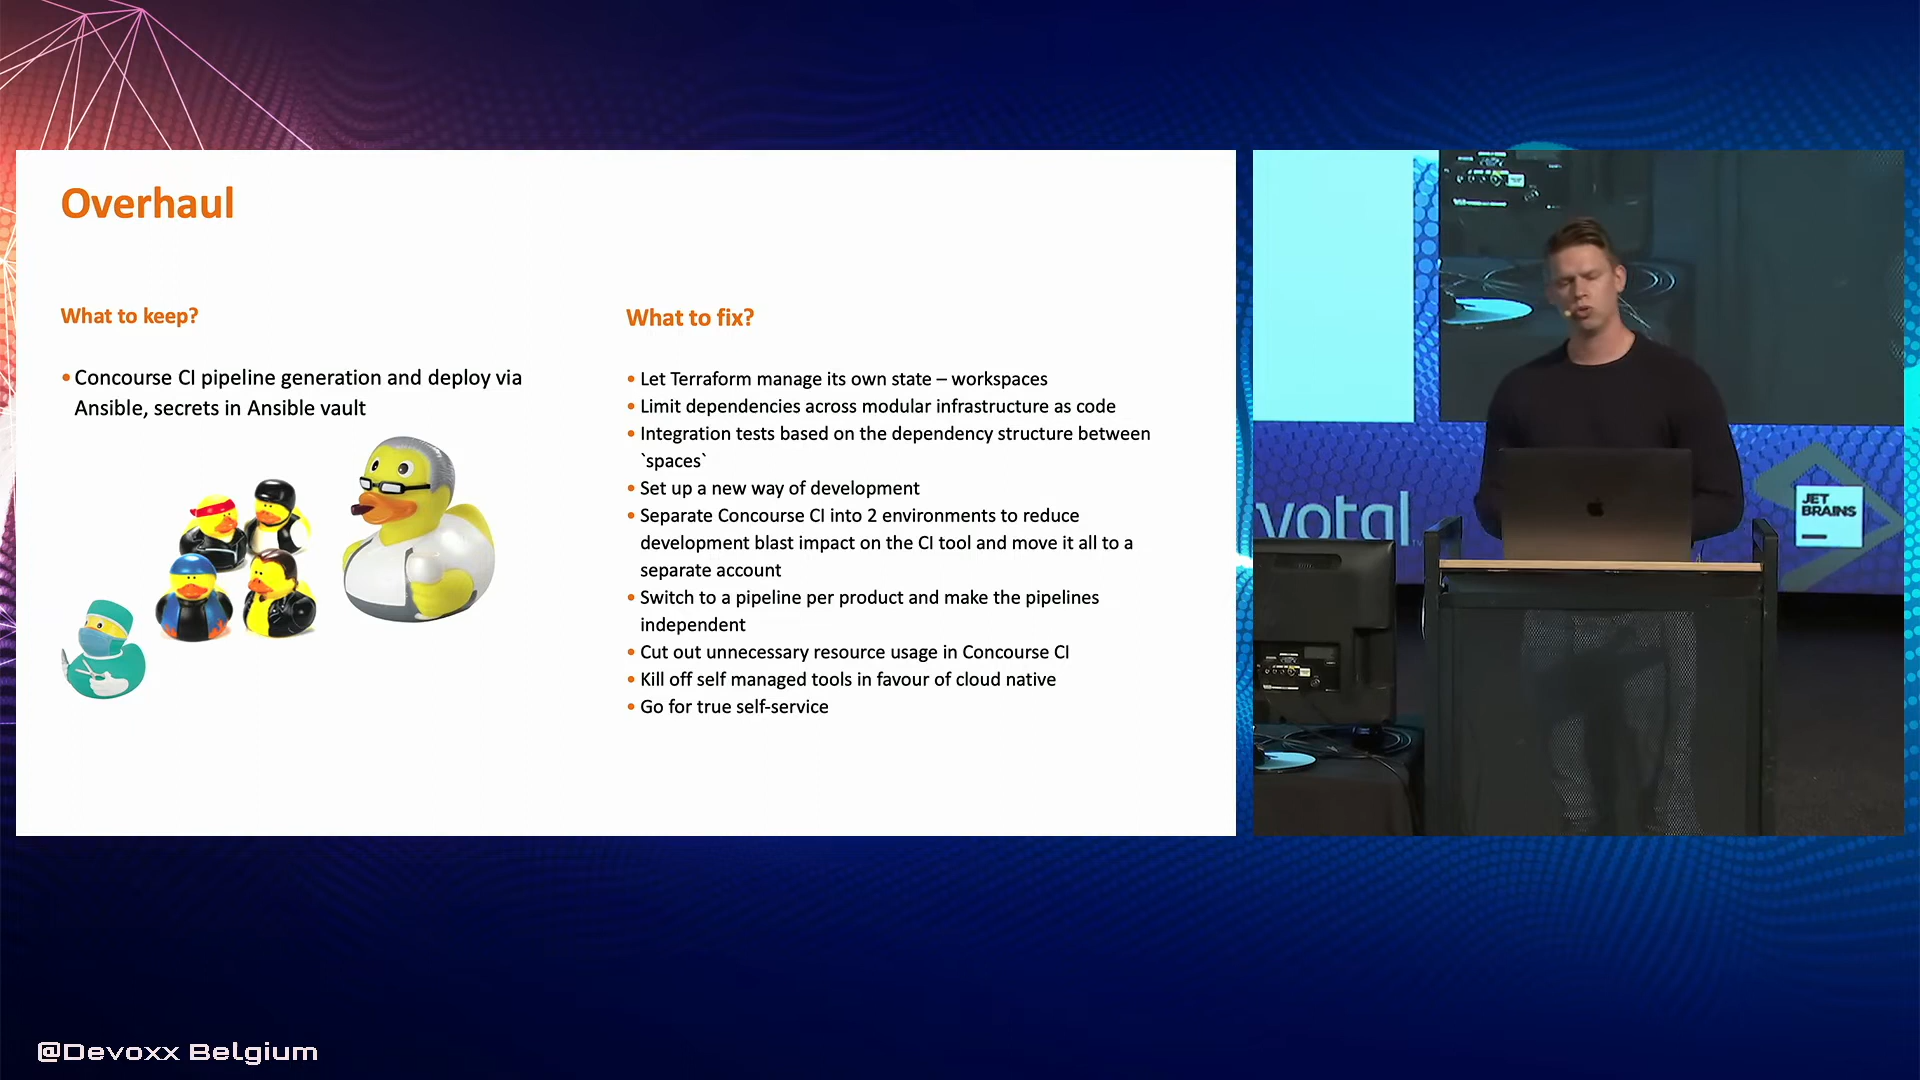 Overhaul
What to keep?
• Concourse CI pipeline generation and deploy via
Ansible, secrets in Ansible vault
What to fix?
• Let Terraform manage its own state – workspaces
• Limit dependencies across modular infrastructure as code
• Integration tests based on the dependency structure between
`spaces`
• Set up a new way of development
• Separate Concourse CI into 2 environments to reduce
development blast impact on the CI tool and move it all to a
separate account
• Switch to a pipeline per product and make the pipelines
independent
• Cut out unnecessary resource usage in Concourse CI
• Kill off self managed tools in favour of cloud native
• Go for true self-service
votal
JET
BRAINS
@Devoxx Belgium